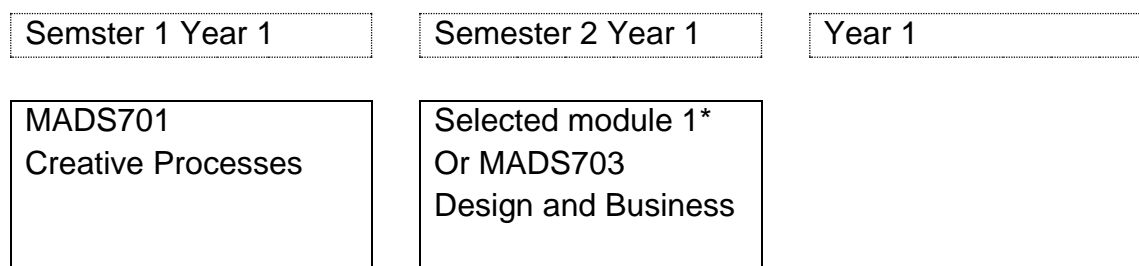 Semster 1 Year 1
Semester 2 Year 1
Year 1
MADS701
Creative Processes
Selected module 1*
Or MADS703
Design and Business